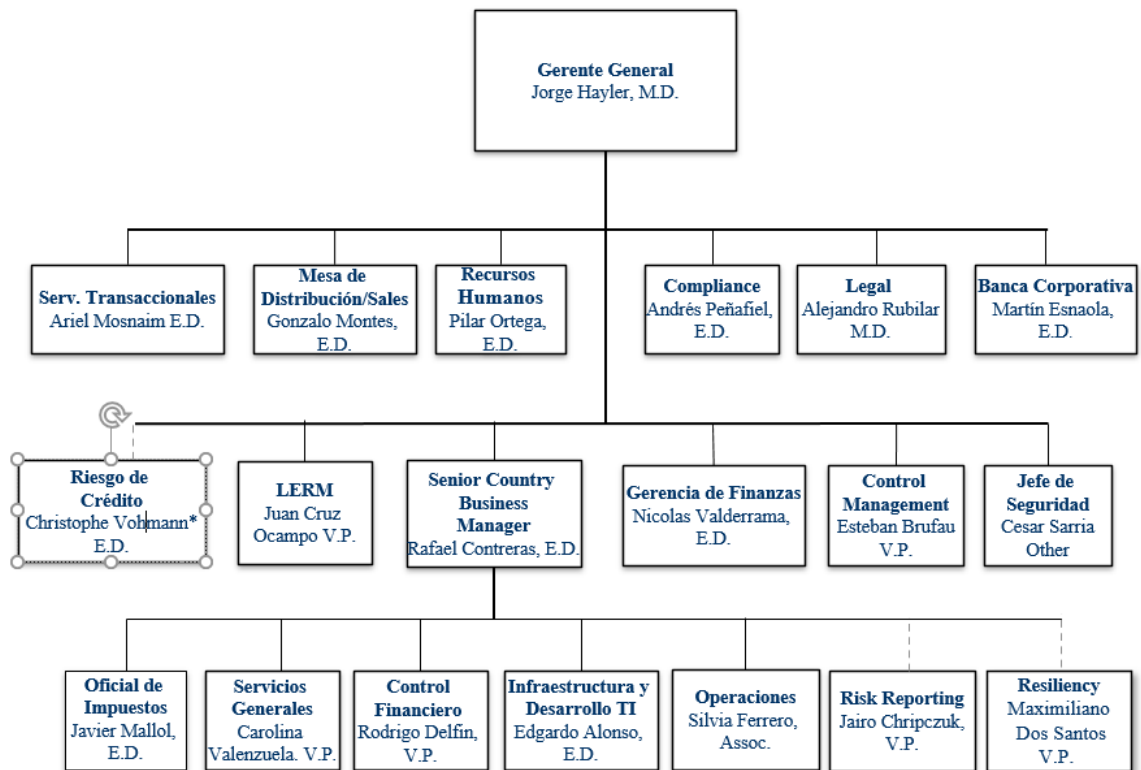 Gerente General
Jorge Hayler, M.D.
Serv. Transaccionales
Ariel Mosnaim E.D.
Mesa de
Distribución/Sales
Gonzalo Montes,
E.D.
Recursos
Humanos
Pilar Ortega,
E.D.
Compliance
Andrés Peñafiel,
E.D.
Legal
Alejandro Rubilar
M.D.
Banca Corporativa
Martín Esnaola,
E.D.
Riesgo de
Crédito
Christophe Vohmann*
E.D.
LERM
Juan Cruz
Ocampo V.P.
Senior Country
Business
Manager
Rafael Contreras, E.D.
Gerencia de Finanzas
Nicolas Valderrama,
E.D.
Control
Management
Esteban Brufau
V.P.
Jefe de
Seguridad
Cesar Sarria
Other
Oficial de
Impuestos
Javier Mallol,
E.D.
Servicios
Generales
Carolina
Valenzuela. V.P.
Control
Financiero
Rodrigo Delfín,
V.P.
Infraestructura y
Desarrollo TI
Edgardo Alonso,
E.D.
Operaciones
Silvia Ferrero,
Assoc.
Risk Reporting
Jairo Chripczuk,
V.P.
Resiliency
Maximiliano
Dos Santos
V.P.